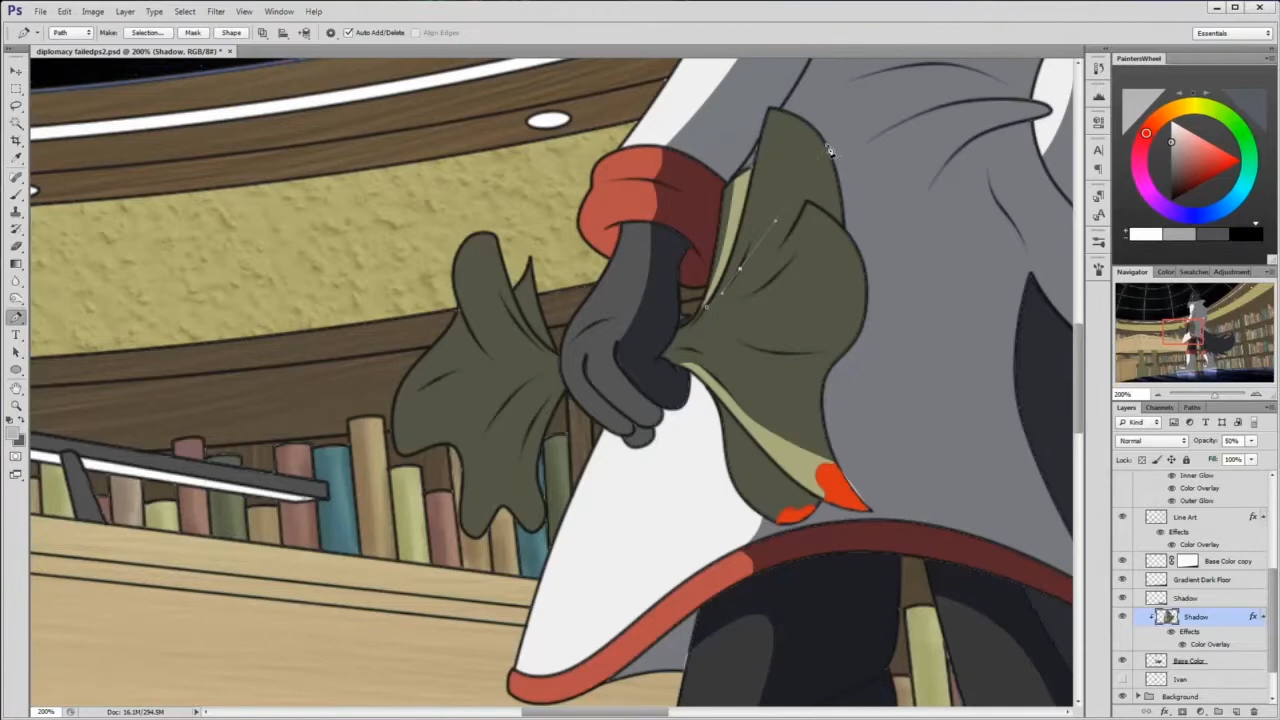 Ps File Edit Image Layer Type Select Filter View Window Help
Path Make: Selection... Mask Shape Auto Add/Delete Align Edges Essentials
diplomacy failedps2.psd @ 200% (Shadow, RGB/8#) * ×
PaintersWheel
Navigator Color Swatches Adjustment
200%
Layers Channels Paths
Kind
Normal Opacity: 50%
Lock: Fill: 100%
Inner Glow
Color Overlay
Outer Glow
Line Art fx
Effects
Color Overlay
Base Color copy
Gradient Dark Floor
Shadow
Shadow fx
Effects
Color Overlay
Base Color
Ivan
Background
200% Doc: 16.1M/294.5M